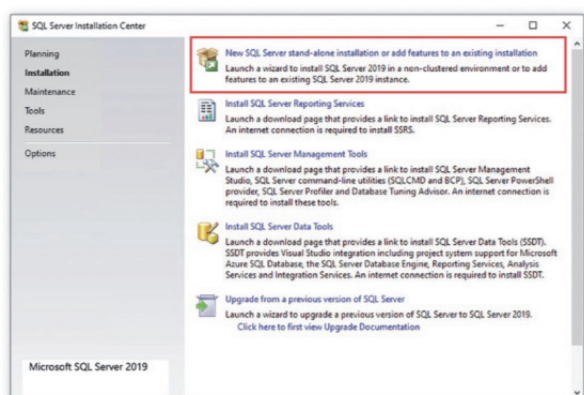 SQL Server Installation Center
Planning
Installation
Maintenance
Tools
Resources
Options
New SQL Server stand-alone installation or add features to an existing installation
Launch a wizard to install SQL Server 2019 in a non-clustered environment or to add
features to an existing SQL Server 2019 instance.
Install SQL Server Reporting Services
Launch a download page that provides a link to install SQL Server Reporting Services.
An internet connection is required to install SSRS.
Install SQL Server Management Tools
Launch a download page that provides a link to install SQL Server Management
Studio, SQL Server command-line utilities (SQLCMD and BCP), SQL Server PowerShell
provider, SQL Server Profiler and Database Tuning Advisor. An internet connection is
required to install these tools.
Install SQL Server Data Tools
Launch a download page that provides a link to install SQL Server Data Tools (SSDT).
SSDT provides Visual Studio integration including project system support for Microsoft
Azure SQL Database, the SQL Server Database Engine, Reporting Services, Analysis
Services and Integration Services. An internet connection is required to install SSDT.
Upgrade from a previous version of SQL Server
Launch a wizard to upgrade a previous version of SQL Server to SQL Server 2019.
Click here to first view Upgrade Documentation
Microsoft SQL Server 2019